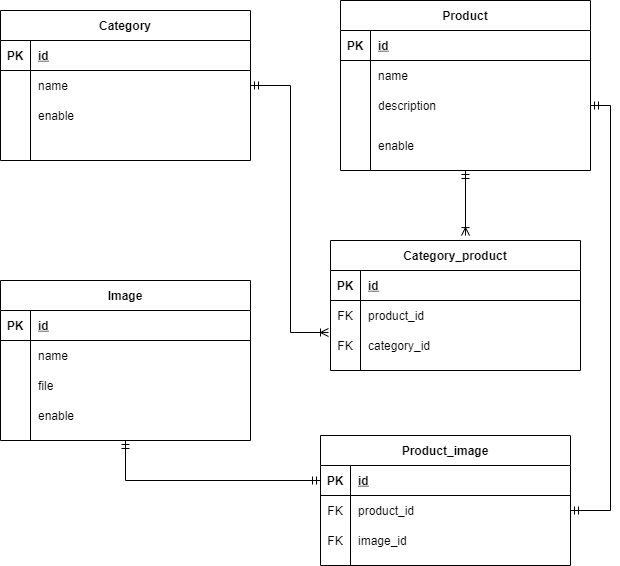 Category
PK id
name
enable
Product
PK id
name
description
enable
Category_product
PK id
FK product_id
FK category_id
Image
PK id
name
file
enable
Product_image
PK id
FK product_id
FK image_id